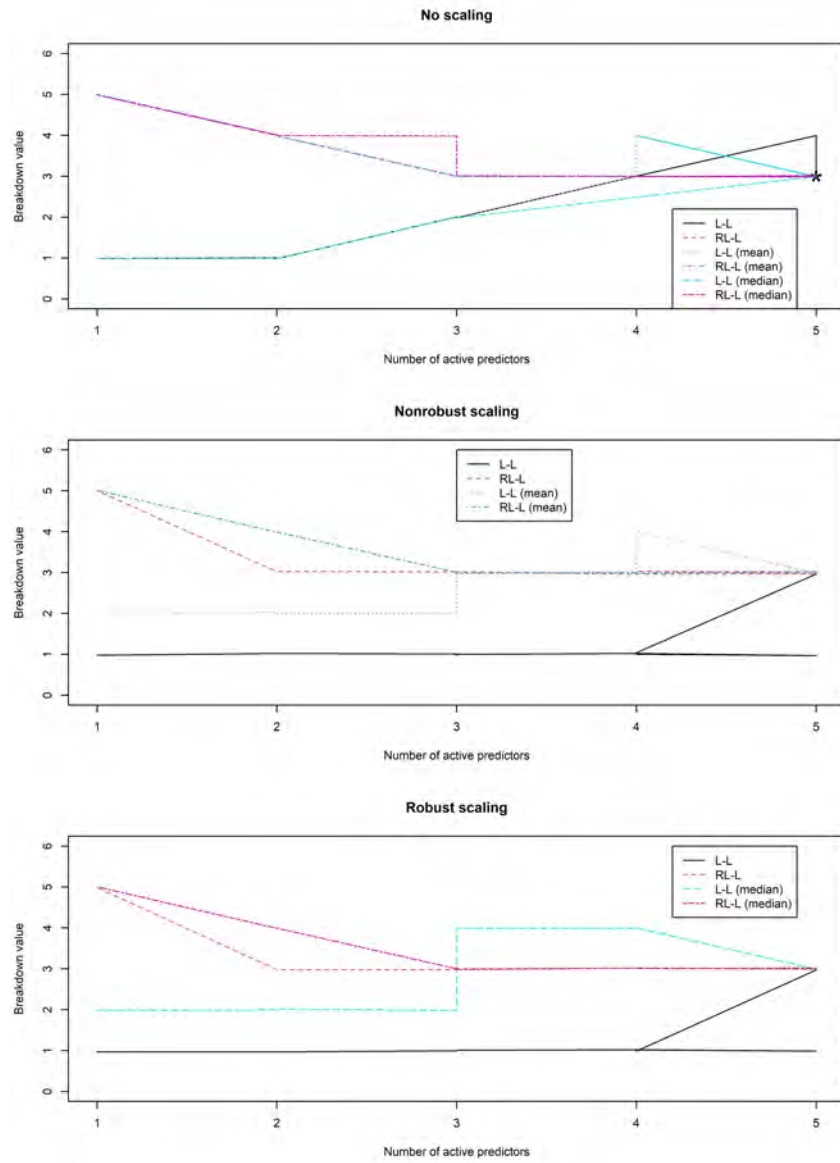 No scaling
6
5
4
3
2
1
0
Breakdown value
L-L
RL-L
L-L (mean)
RL-L (mean)
L-L (median)
RL-L (median)
1 2 3 4 5
Number of active predictors
Nonrobust scaling
6
5
4
3
2
1
0
Breakdown value
L-L
RL-L
L-L (mean)
RL-L (mean)
1 2 3 4 5
Number of active predictors
Robust scaling
6
5
4
3
2
1
0
Breakdown value
L-L
RL-L
L-L (median)
RL-L (median)
1 2 3 4 5
Number of active predictors